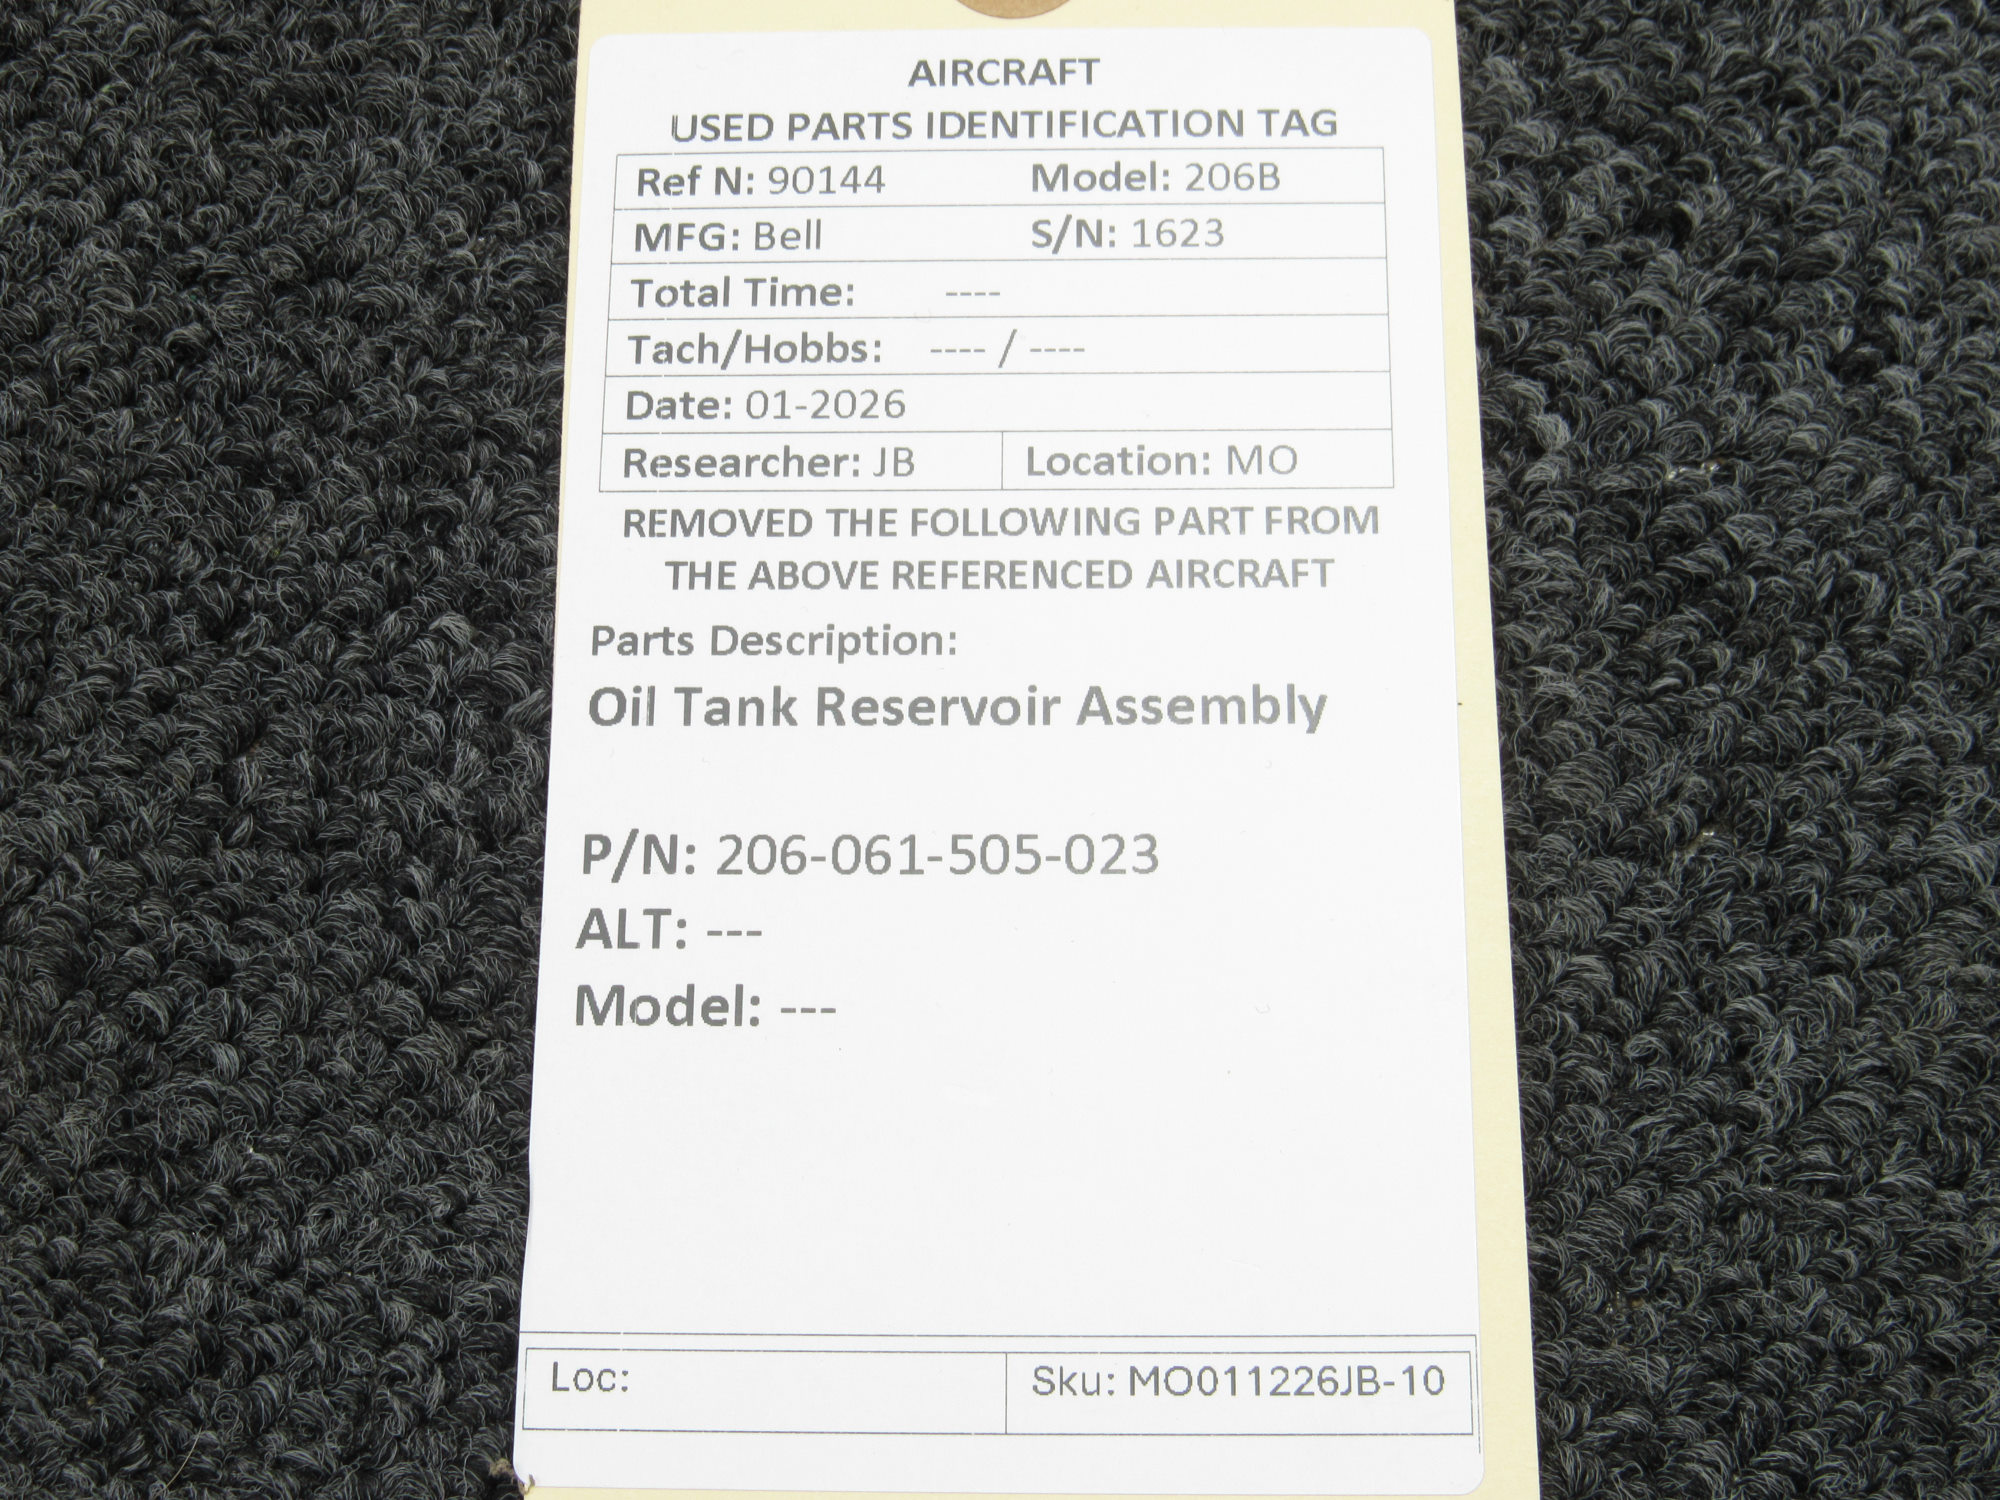 AIRCRAFT
USED PARTS IDENTIFICATION TAG
Ref N: 90144 Model: 206B
MFG: Bell S/N: 1623
Total Time: ----
Tach/Hobbs: ---- / ----
Date: 01-2026
Researcher: JB Location: MO
REMOVED THE FOLLOWING PART FROM
THE ABOVE REFERENCED AIRCRAFT
Parts Description:
Oil Tank Reservoir Assembly
P/N: 206-061-505-023
ALT: ---
Model: ---
Loc: Sku: MO011226JB-10